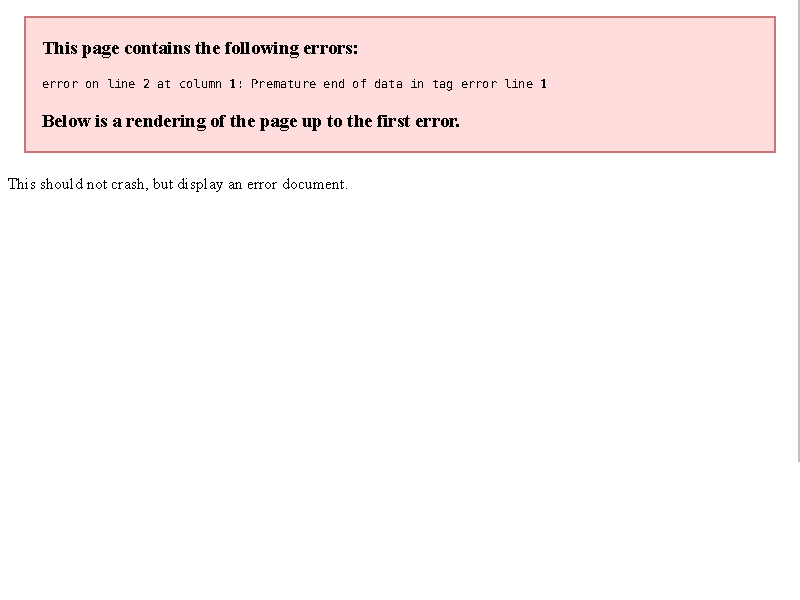 This page contains the following errors:
error on line 2 at column 1: Premature end of data in tag error line 1
Below is a rendering of the page up to the first error.
This should not crash, but display an error document.